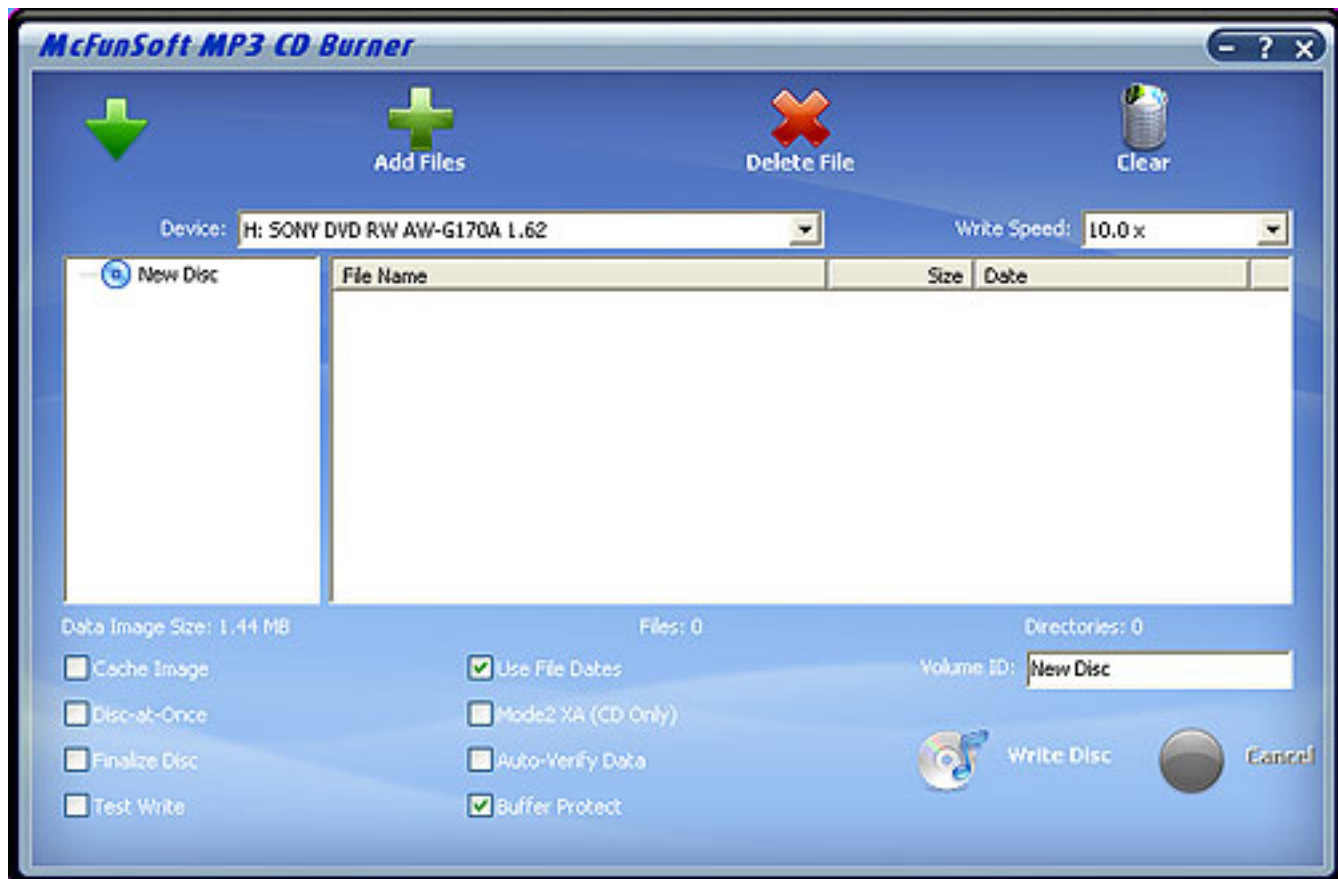 McFunSoft MP3 CD Burner
Add Files
Delete File
Clear
Device: H: SONY DVD RW AW-G170A 1.62
Write Speed: 10.0 x
New Disc
File Name Size Date
Data Image Size: 1.44 MB Files: 0 Directories: 0
Cache Image Use File Dates Volume ID: New Disc
Disc-at-Once Mode2 XA (CD Only)
Finalize Disc Auto-Verify Data Write Disc Cancel
Test Write Buffer Protect